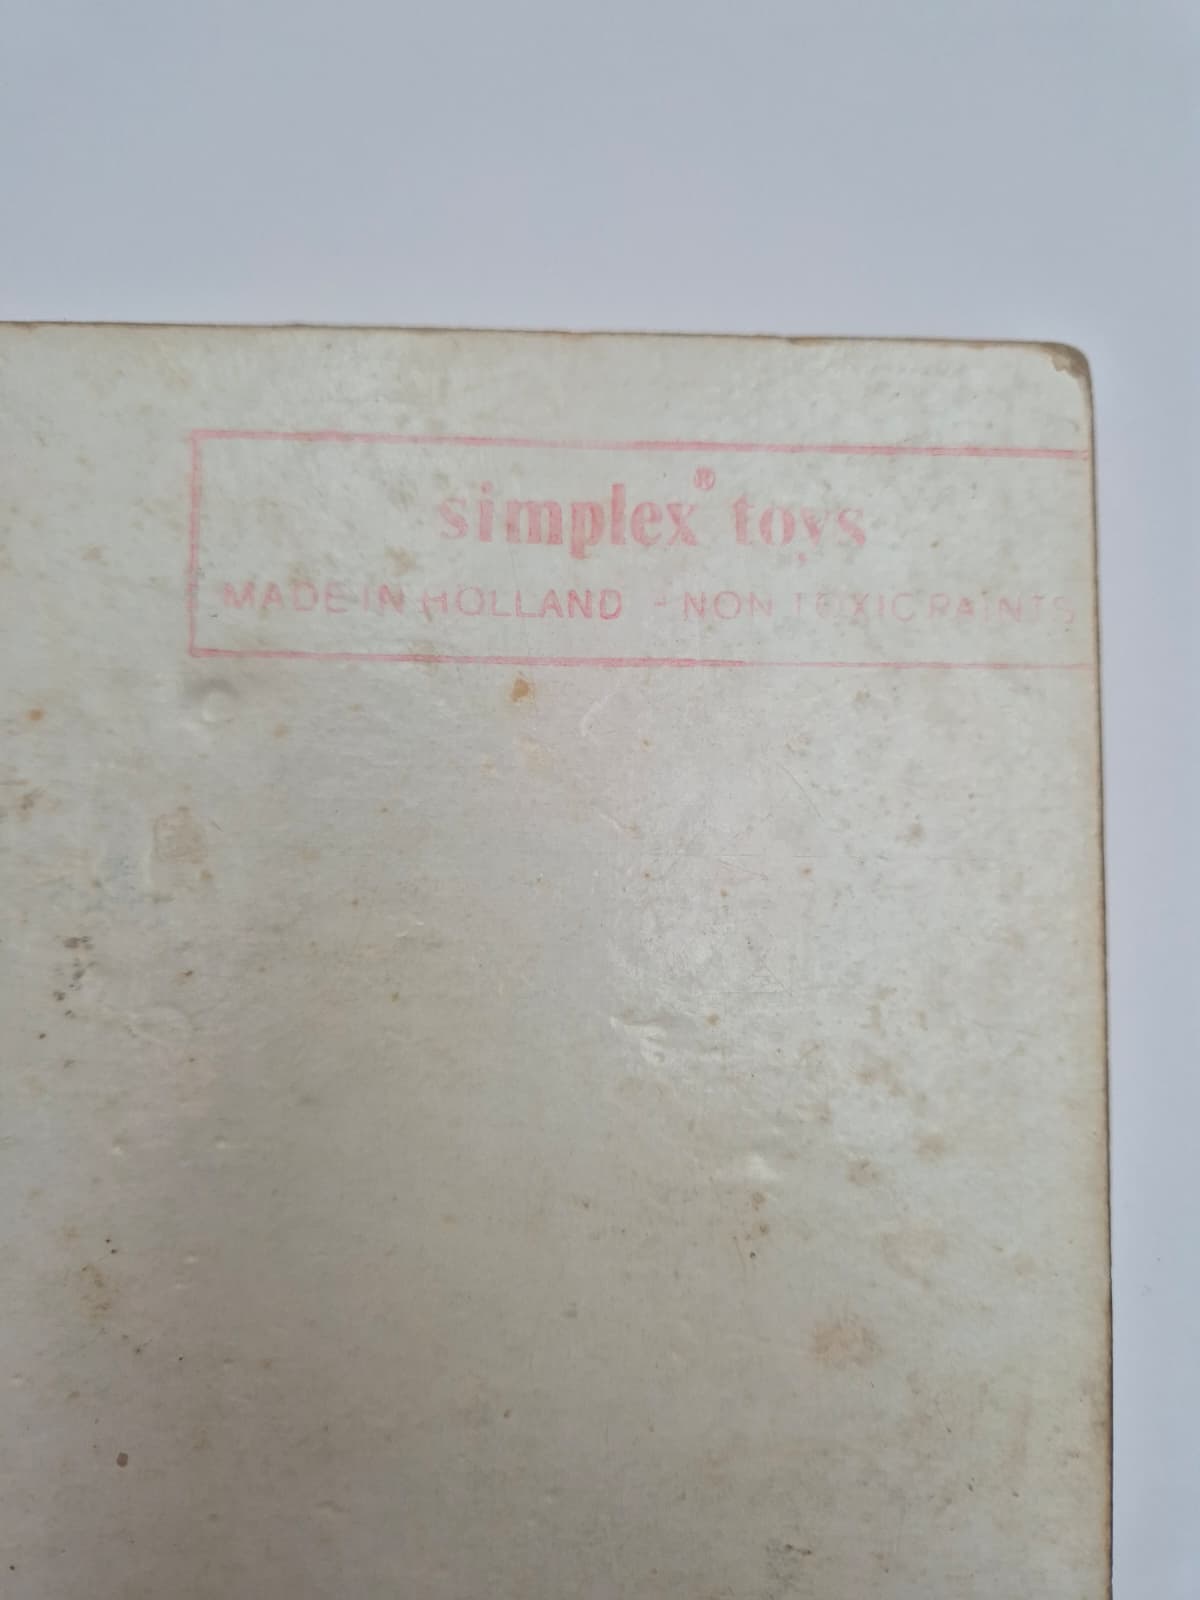 simplex® toys
MADE IN HOLLAND - NON TOXIC PAINTS